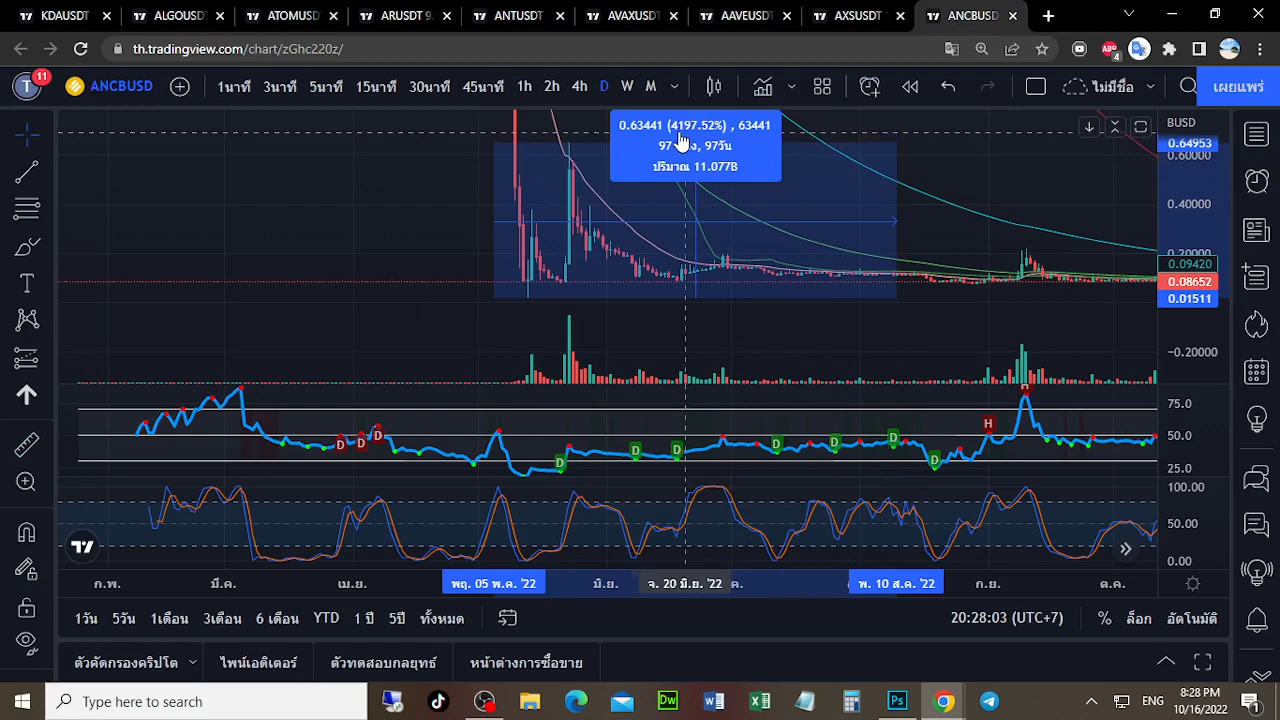 KDAUSDT
ALGOUSDT
ATOMUSD
ARUSDT 9.
ANTUSDT
AVAXUSDT
AAVEUSDT
AXSUSDT
ANCBUSD
th.tradingview.com/chart/zGhc220z/
T 11 ANCBUSD 1นาที 3นาที 5นาที 15นาที 30นาที 45นาที 1h 2h 4h D W M ไม่มีชื่อ เผยแพร่
0.63441 (4197.52%) , 63441
97วัน
ปริมาณ 11.077B
BUSD
0.64953
0.60000
0.40000
0.20000
0.09420
0.08652
0.01511
−0.20000
75.0
50.0
25.0
D D D D D D D D D D H
100.00
50.00
0.00
ก.พ. มี.ค. เม.ย. พฤ. 05 พ.ค. '22 มิ.ย. จ. 20 มิ.ย. '22 พ. 10 ส.ค. '22 ก.ย. ต.ค.
1วัน 5วัน 1เดือน 3เดือน 6 เดือน YTD 1 ปี 5ปี ทั้งหมด 20:28:03 (UTC+7) % ล็อก อัตโนมัติ
ตัวคัดกรองคริปโต ไพน์เอดิเตอร์ ตัวทดสอบกลยุทธ์ หน้าต่างการซื้อขาย
Type here to search
ENG
8:28 PM
10/16/2022